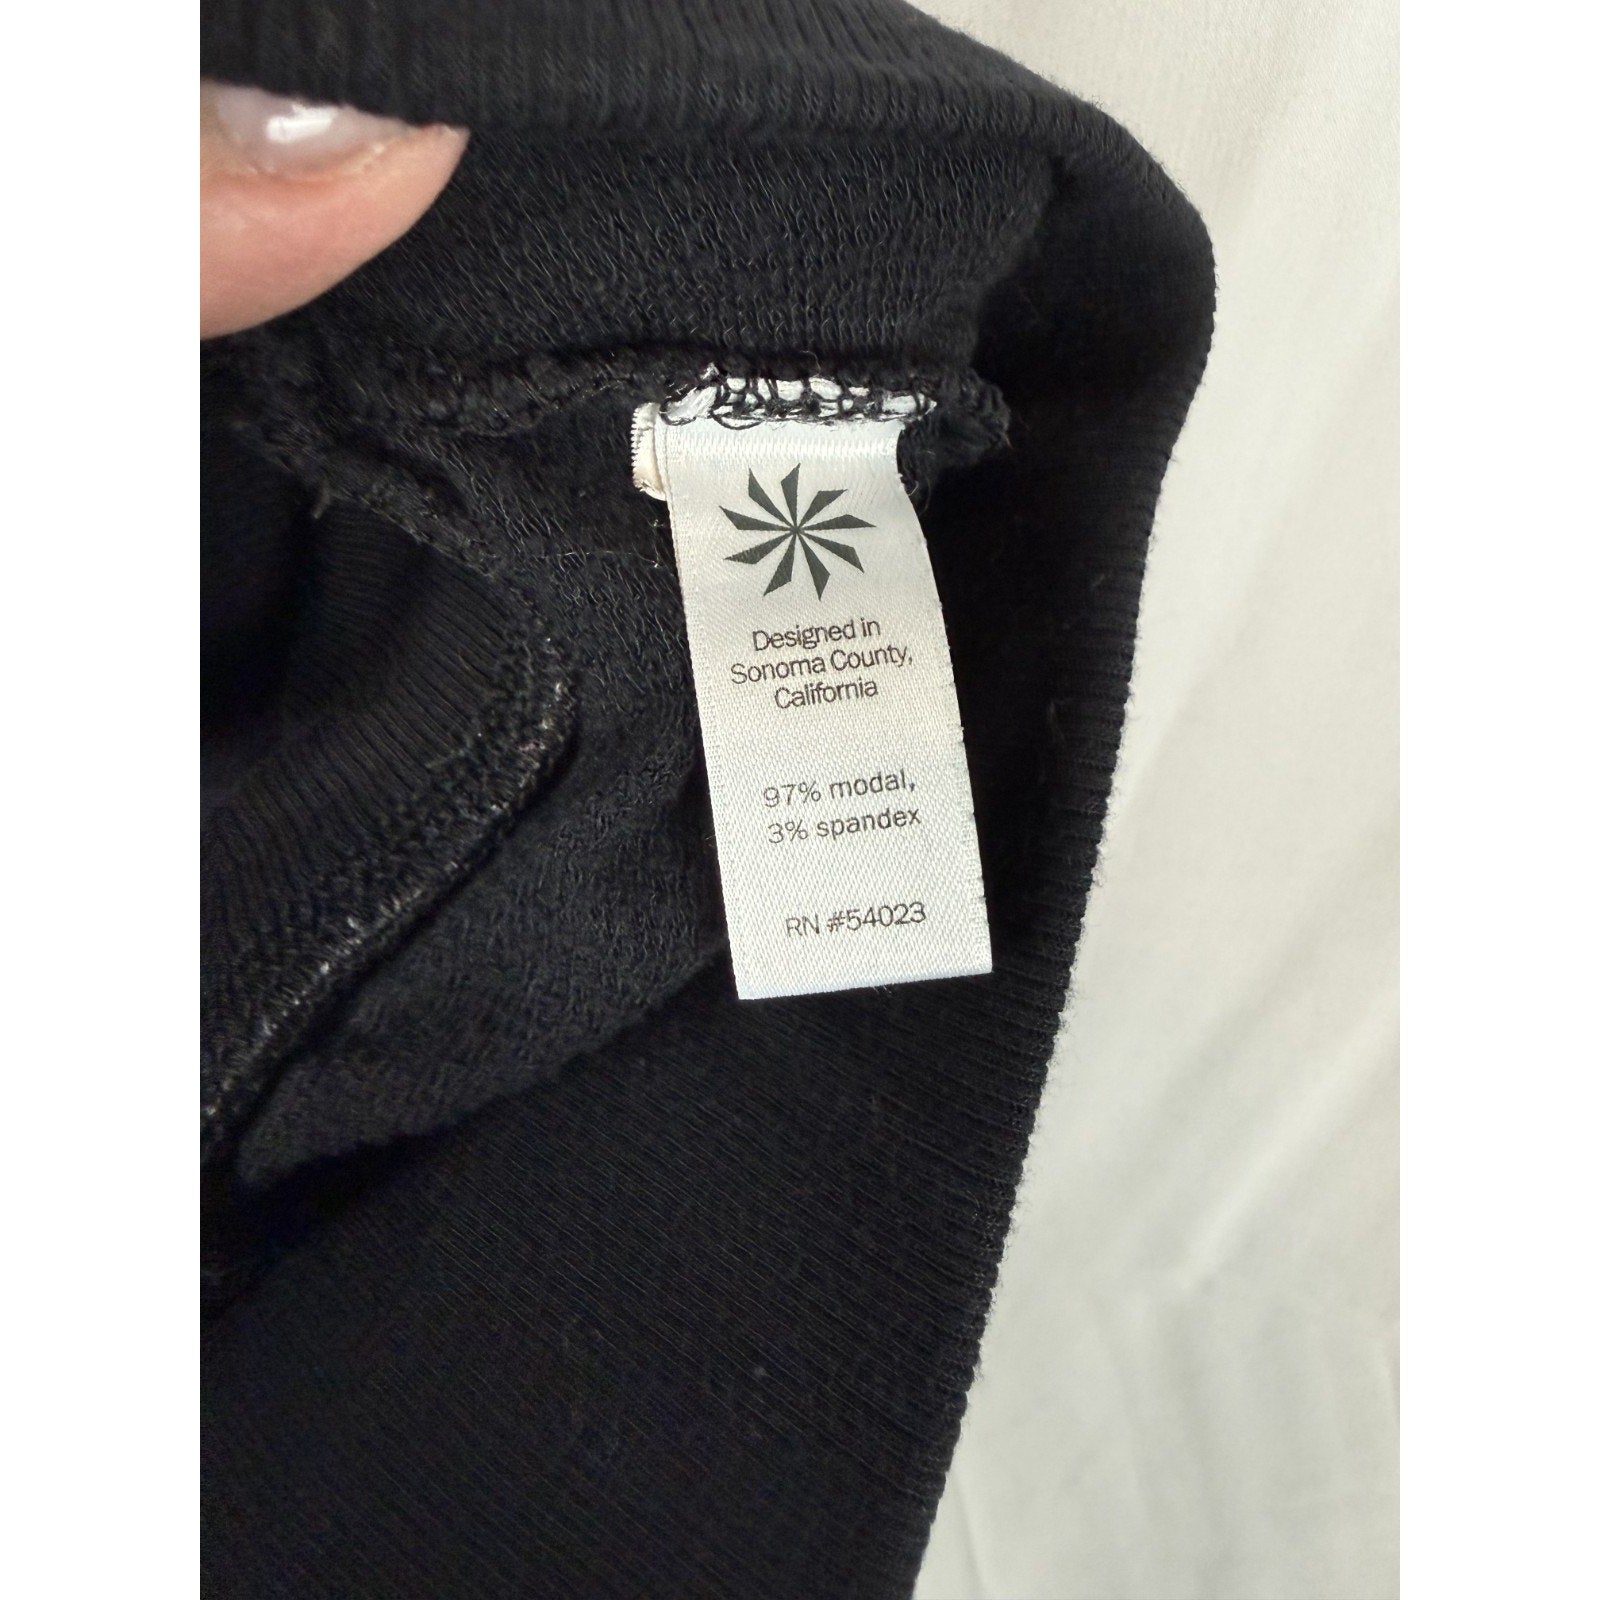 Designed in
Sonoma County,
California
97% modal,
3% spandex
RN #54023